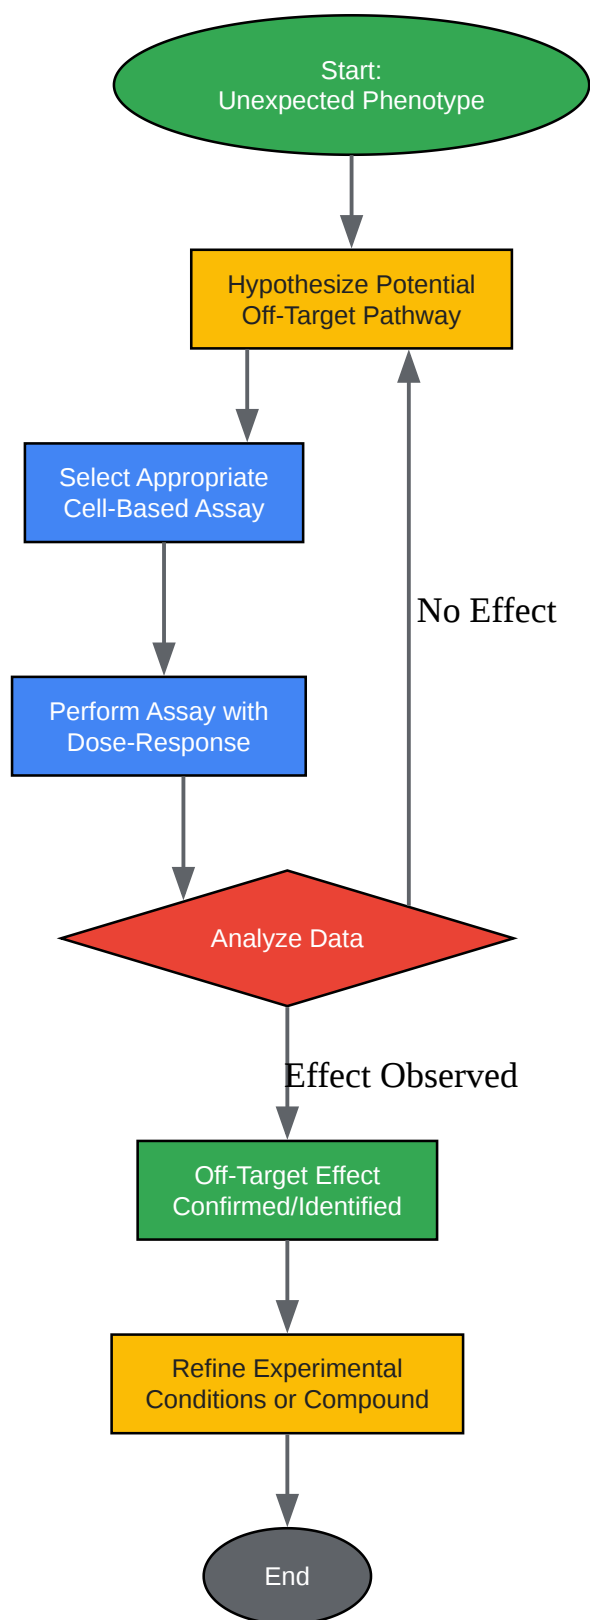 Start:
Unexpected Phenotype
Hypothesize Potential
Off-Target Pathway
Select Appropriate
Cell-Based Assay
No Effect
Perform Assay with
Dose-Response
Analyze Data
Effect Observed
Off-Target Effect
Confirmed/Identified
Refine Experimental
Conditions or Compound
End